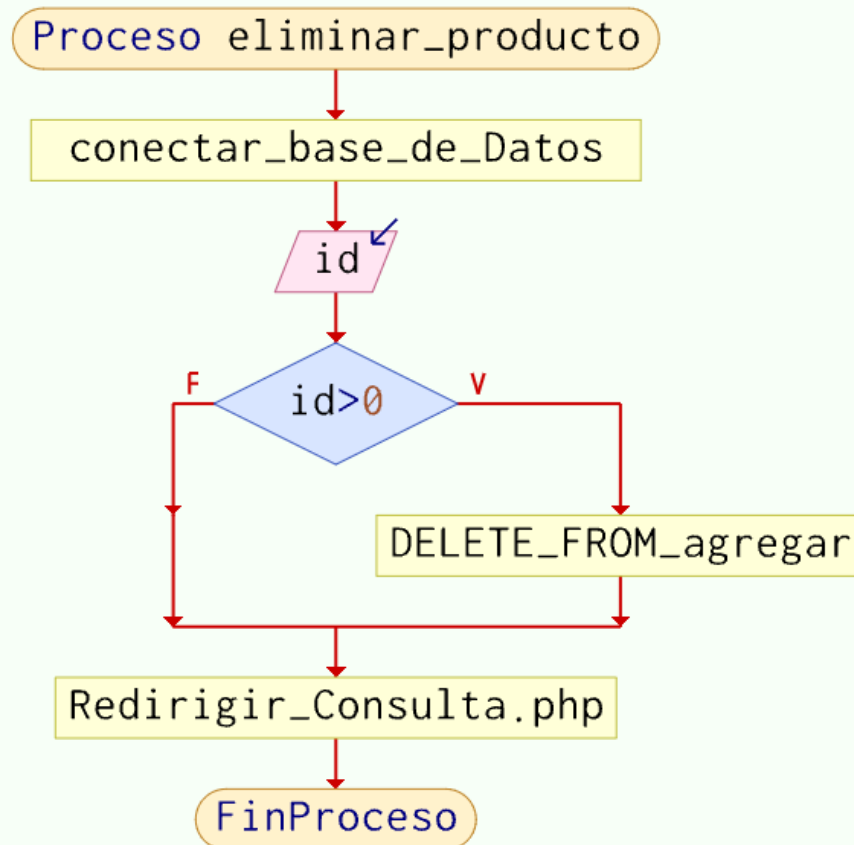 Proceso eliminar_producto
conectar_base_de_Datos
id
id>0
F
V
DELETE_FROM_agregar
Redirigir_Consulta.php
FinProceso